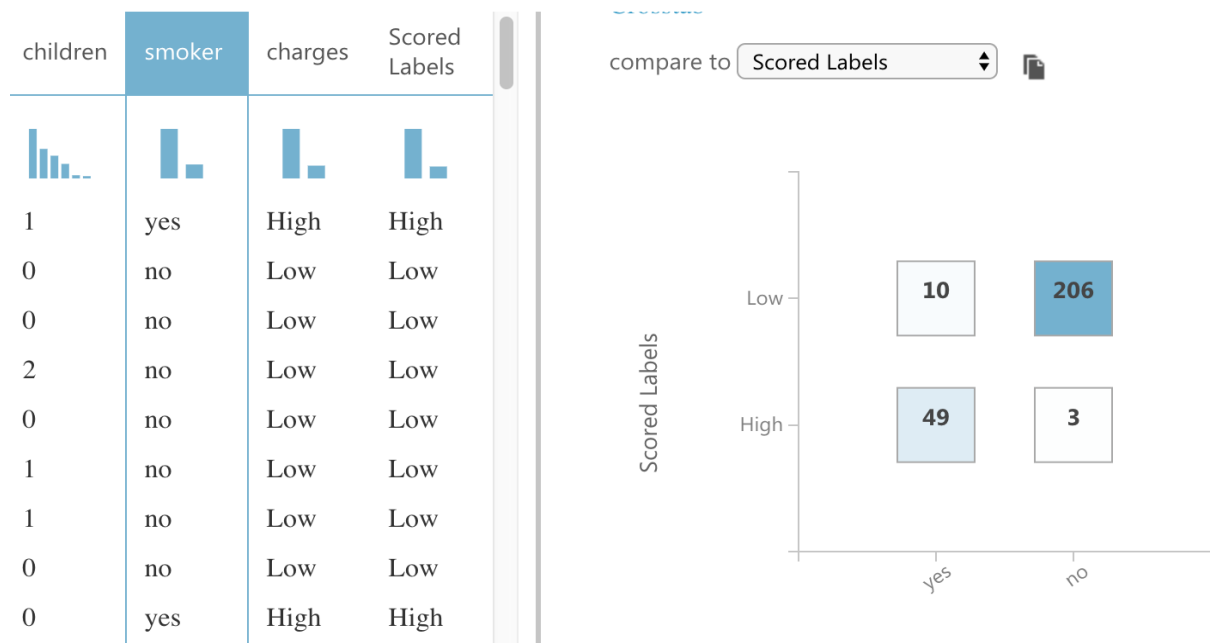 children smoker charges Scored Labels
1 yes High High
0 no Low Low
0 no Low Low
2 no Low Low
0 no Low Low
1 no Low Low
1 no Low Low
0 no Low Low
0 yes High High
compare to Scored Labels
Scored Labels
Low 10 206
High 49 3
yes no